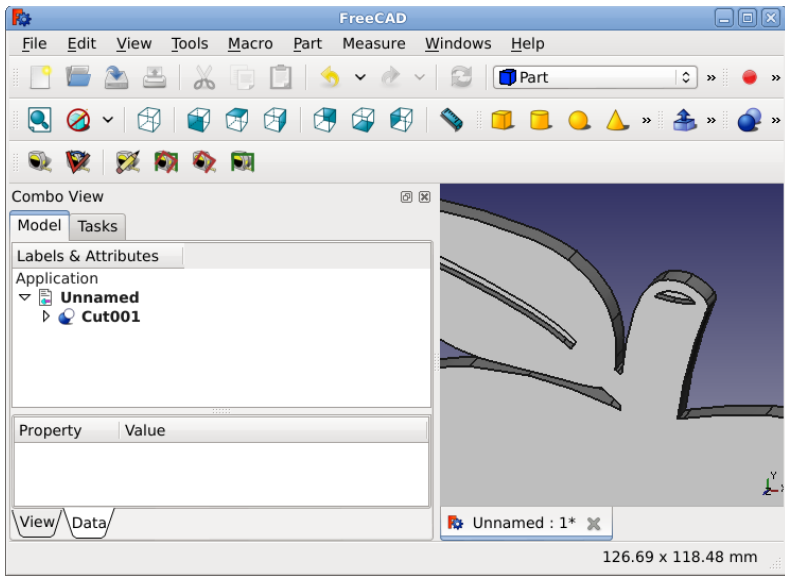 FreeCAD
File Edit View Tools Macro Part Measure Windows Help
Part » »
» » »
Combo View
Model Tasks
Labels & Attributes
Application
Unnamed
Cut001
Property Value
View Data
Y
Unnamed : 1*
126.69 x 118.48 mm